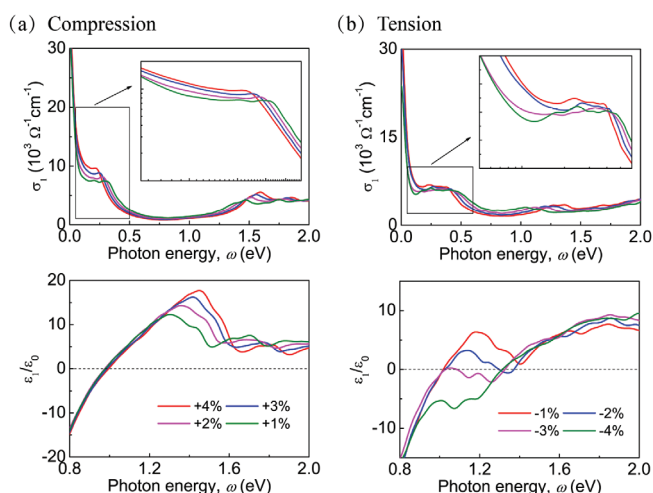 (a) Compression
σ₁ (10³ Ω⁻¹cm⁻¹)
30
20
10
0
0.0 0.5 1.0 1.5 2.0
Photon energy, ω (eV)
ε₁/ε₀
20
10
0
-10
-20
+4% +3%
+2% +1%
0.8 1.2 1.6 2.0
Photon energy, ω (eV)
(b) Tension
σ₁ (10³ Ω⁻¹cm⁻¹)
30
15
0
0.0 0.5 1.0 1.5 2.0
Photon energy, ω (eV)
ε₁/ε₀
10
0
-10
-1% -2%
-3% -4%
0.8 1.2 1.6 2.0
Photon energy, ω (eV)